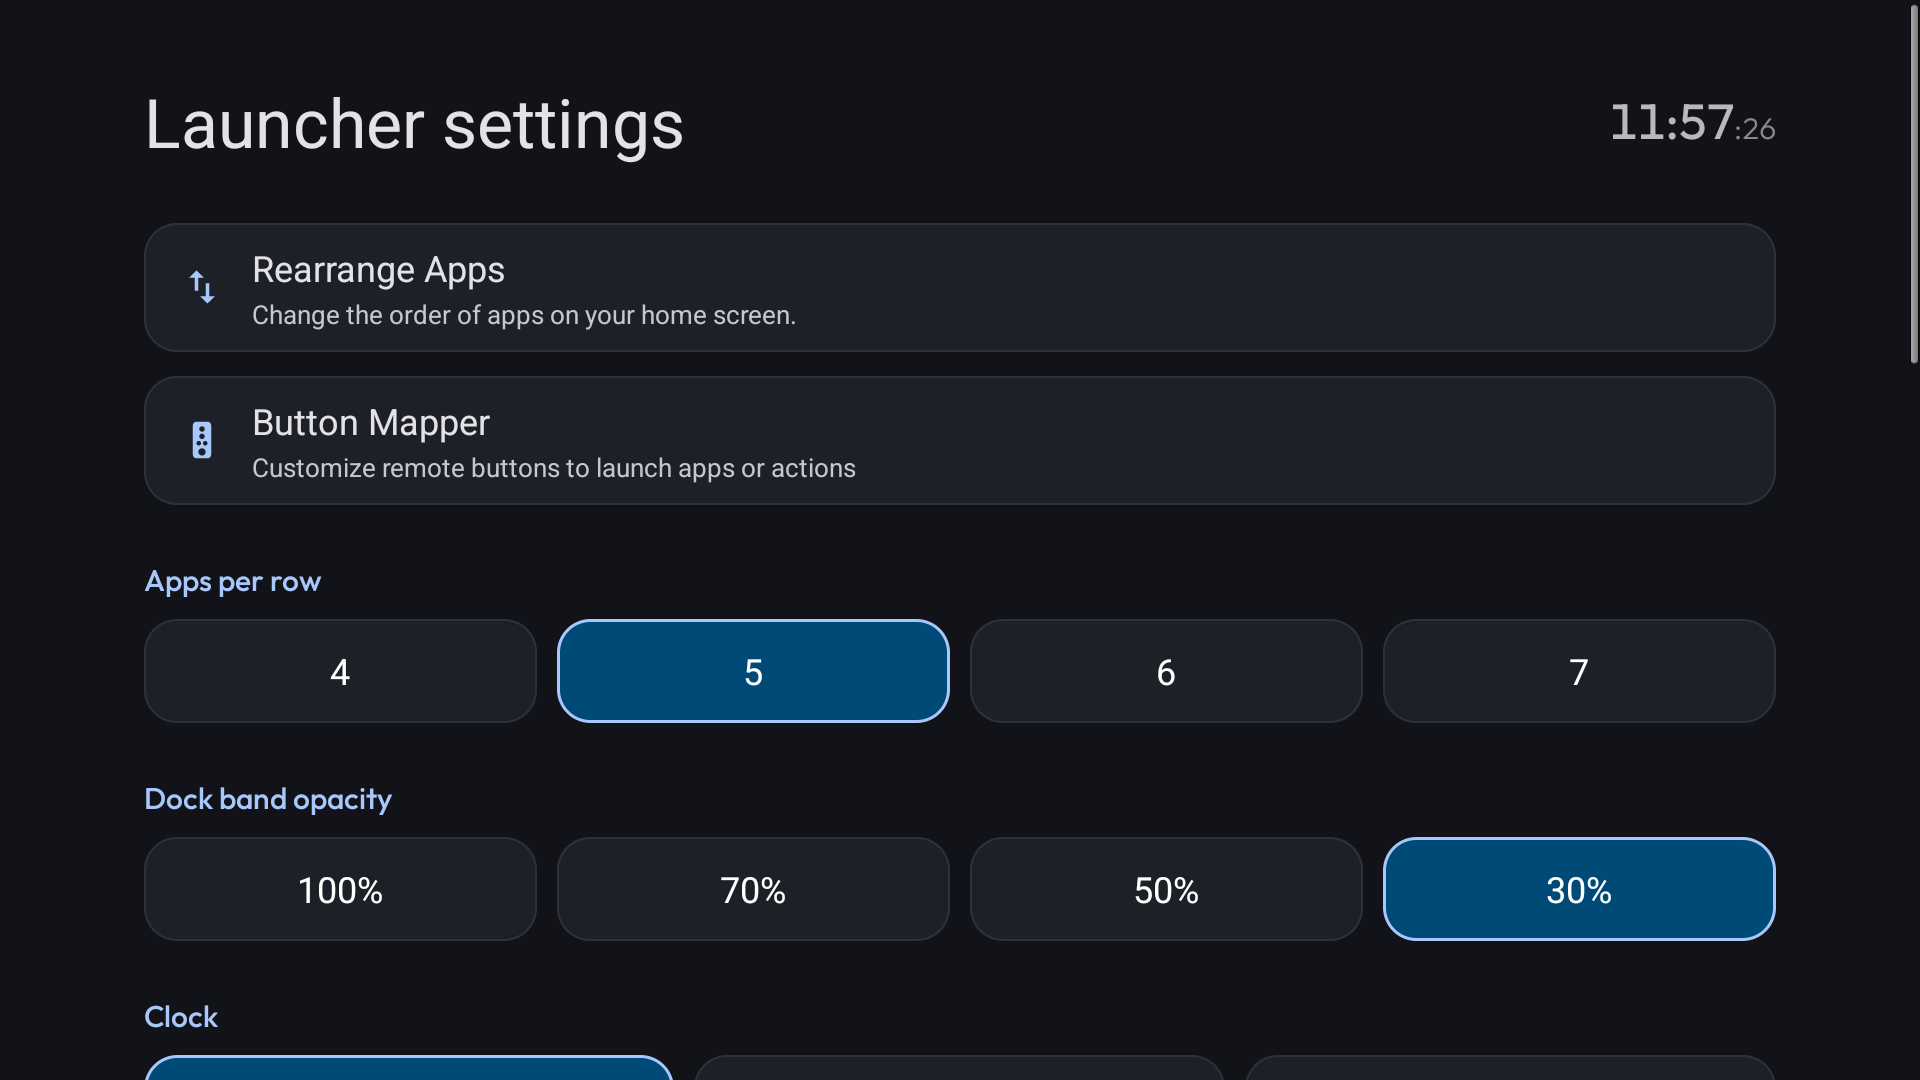 Launcher settings
11:57:26
Rearrange Apps
Change the order of apps on your home screen.
Button Mapper
Customize remote buttons to launch apps or actions
Apps per row
4
5
6
7
Dock band opacity
100%
70%
50%
30%
Clock